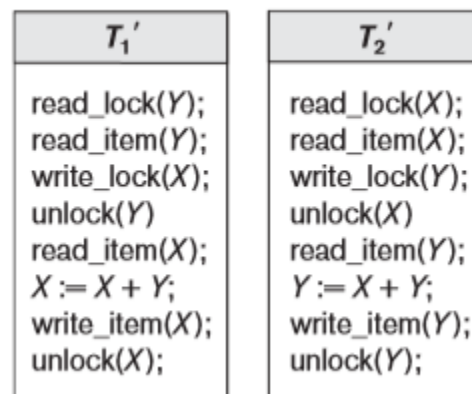 T₁′
read_lock(Y);
read_item(Y);
write_lock(X);
unlock(Y)
read_item(X);
X := X + Y;
write_item(X);
unlock(X);
T₂′
read_lock(X);
read_item(X);
write_lock(Y);
unlock(X)
read_item(Y);
Y := X + Y;
write_item(Y);
unlock(Y);